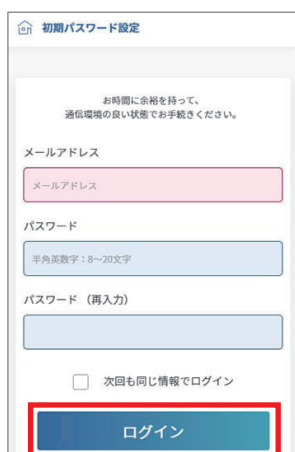 初期パスワード設定
お時間に余裕を持って、
通信環境の良い状態でお手続きください。
メールアドレス
メールアドレス
パスワード
半角英数字：8～20文字
パスワード（再入力）
次回も同じ情報でログイン
ログイン